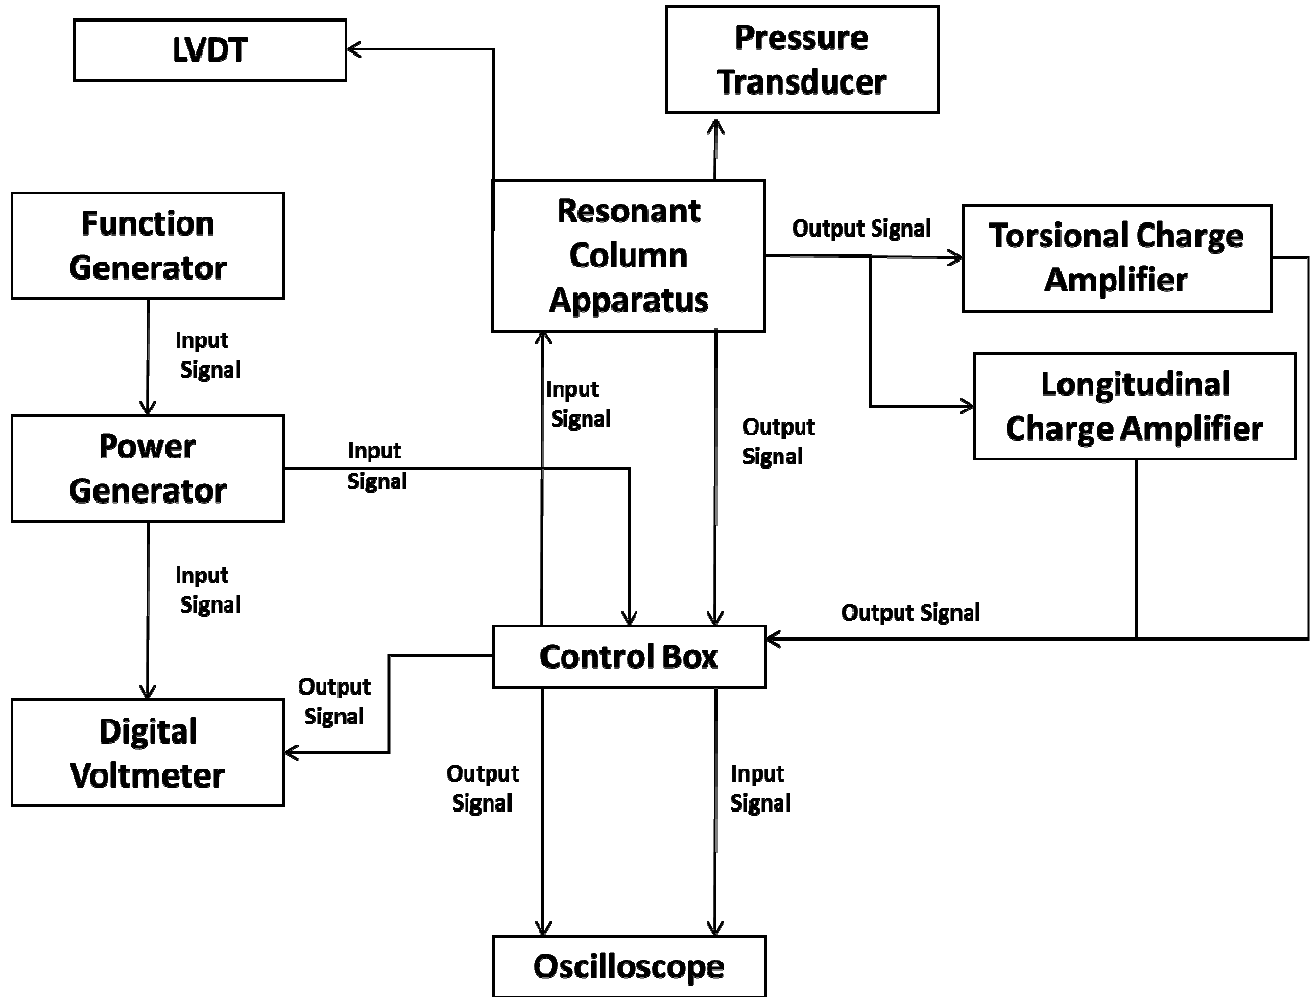 LVDT
Pressure
Transducer
Function
Generator
Resonant
Column
Apparatus
Output Signal
Torsional Charge
Amplifier
Input
Signal
Longitudinal
Charge Amplifier
Input
Signal
Power
Generator
Input
Signal
Output
Signal
Input
Signal
Output Signal
Control Box
Output
Signal
Digital
Voltmeter
Output
Signal
Input
Signal
Oscilloscope